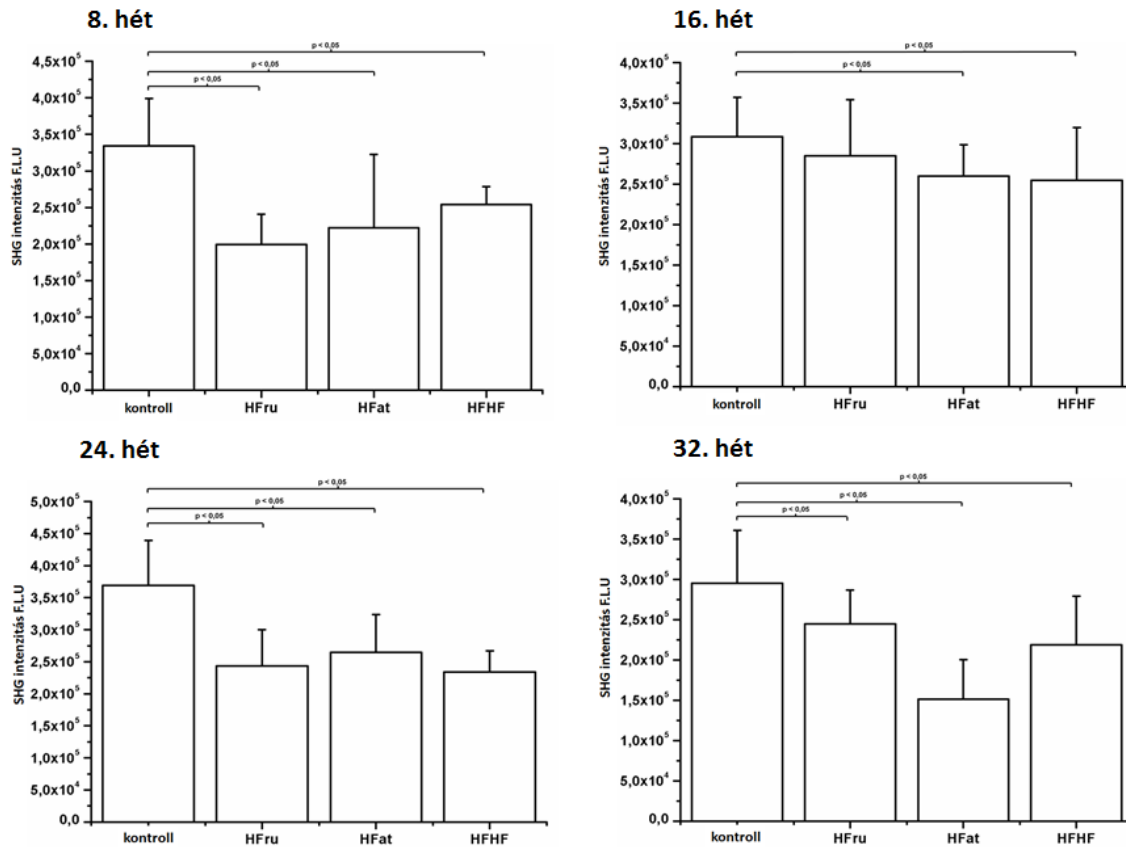 8. hét
p < 0,05
p < 0,05
p < 0,05
4,5x10⁵
4,0x10⁵
3,5x10⁵
3,0x10⁵
2,5x10⁵
2,0x10⁵
1,5x10⁵
1,0x10⁵
5,0x10⁴
0,0
SHG intenzitás F.L.U
kontroll HFru HFat HFHF
16. hét
p < 0,05
p < 0,05
4,0x10⁵
3,5x10⁵
3,0x10⁵
2,5x10⁵
2,0x10⁵
1,5x10⁵
1,0x10⁵
5,0x10⁴
0,0
SHG intenzitás F.L.U
kontroll HFru HFat HFHF
24. hét
p < 0,05
p < 0,05
p < 0,05
5,0x10⁵
4,5x10⁵
4,0x10⁵
3,5x10⁵
3,0x10⁵
2,5x10⁵
2,0x10⁵
1,5x10⁵
1,0x10⁵
5,0x10⁴
0,0
SHG intenzitás F.L.U
kontroll HFru HFat HFHF
32. hét
p < 0,05
p < 0,05
p < 0,05
4,0x10⁵
3,5x10⁵
3,0x10⁵
2,5x10⁵
2,0x10⁵
1,5x10⁵
1,0x10⁵
5,0x10⁴
0,0
SHG intenzitás F.L.U
kontroll HFru HFat HFHF